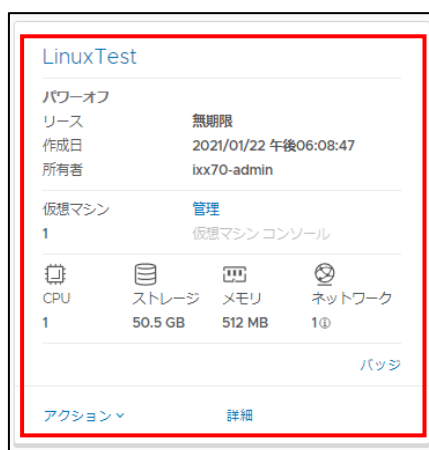 LinuxTest
パワーオフ
リース 無期限
作成日 2021/01/22 午後06:08:47
所有者 ixx70-admin
仮想マシン 管理
1 仮想マシン コンソール
CPU ストレージ メモリ ネットワーク
1 50.5 GB 512 MB 1
バッジ
アクション 詳細